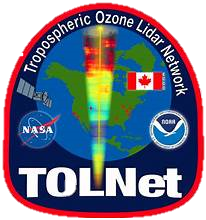 Tropospheric Ozone Lidar Network
NASA
NOAA
TOLNet